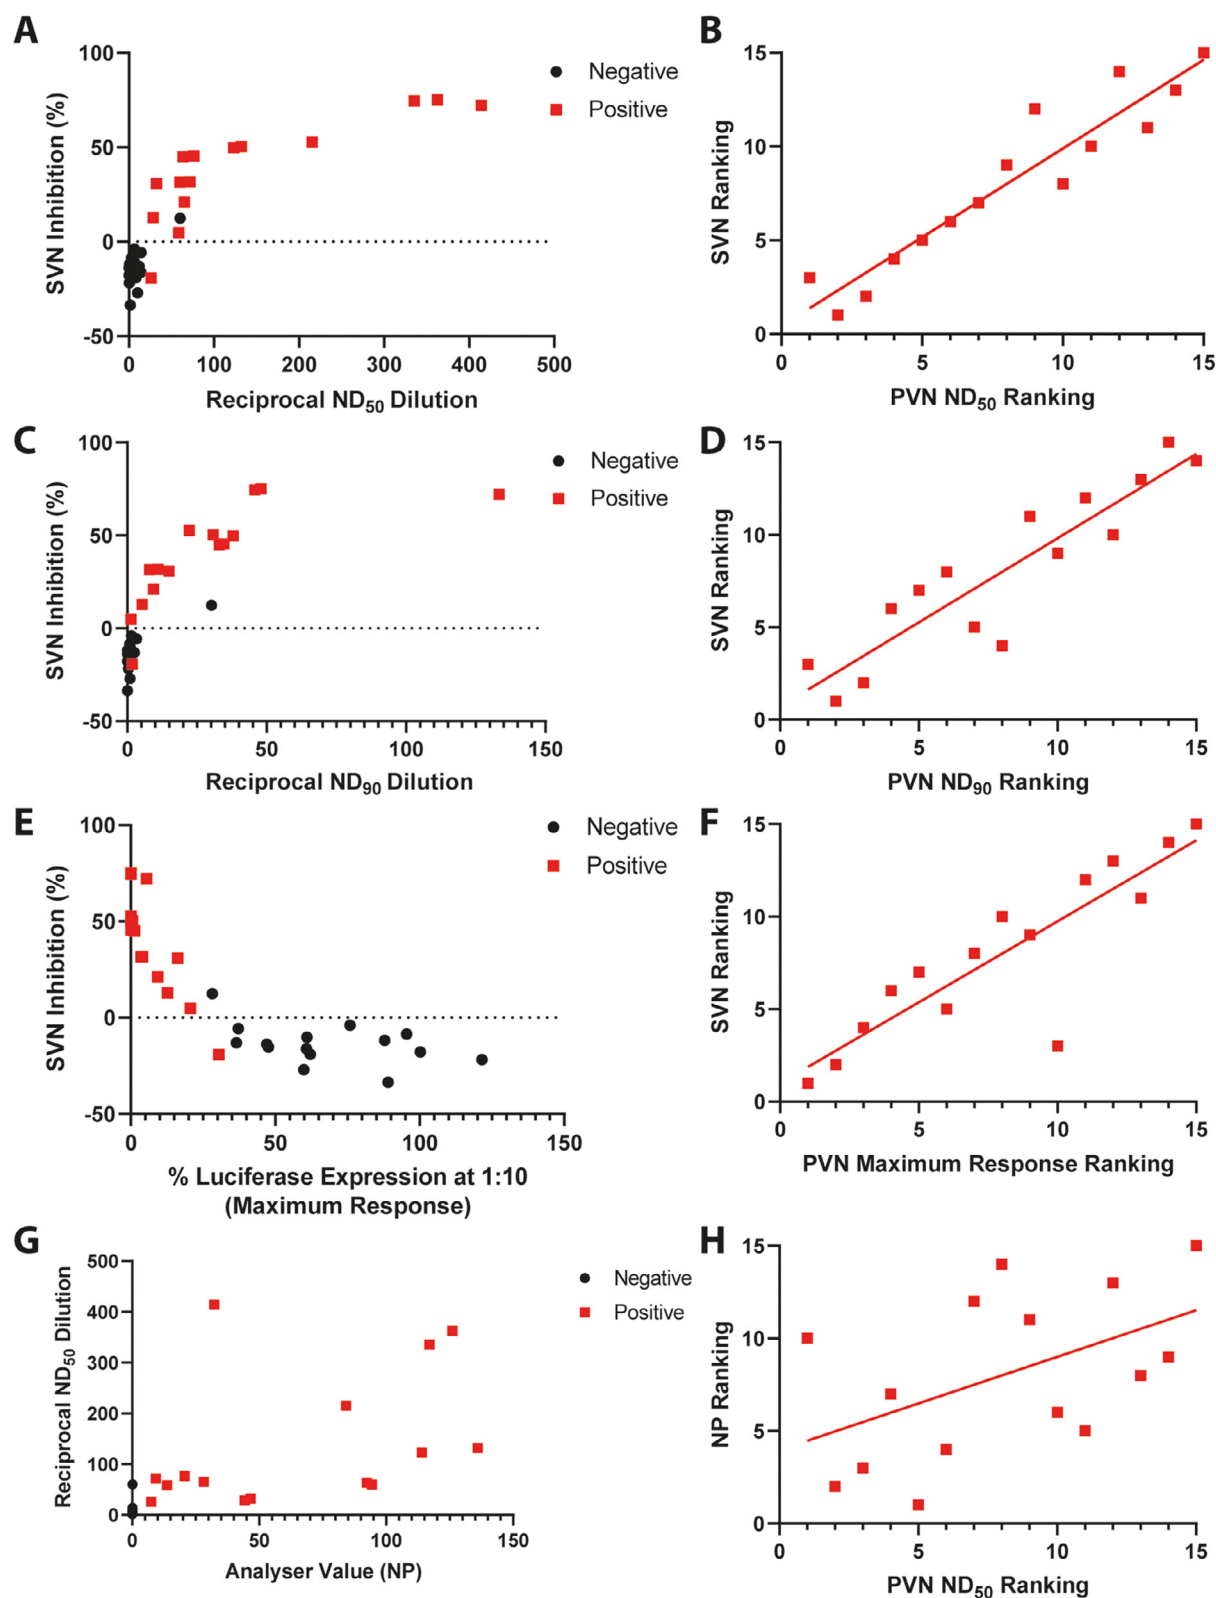 A
SVN Inhibition (%)
100
50
0
-50
0 100 200 300 400 500
Reciprocal ND50 Dilution
Negative
Positive
B
SVN Ranking
15
10
5
0
0 5 10 15
PVN ND50 Ranking
C
SVN Inhibition (%)
100
50
0
-50
0 50 100 150
Reciprocal ND90 Dilution
Negative
Positive
D
SVN Ranking
15
10
5
0
0 5 10 15
PVN ND90 Ranking
E
SVN Inhibition (%)
100
50
0
-50
0 50 100 150
% Luciferase Expression at 1:10
(Maximum Response)
Negative
Positive
F
SVN Ranking
15
10
5
0
0 5 10 15
PVN Maximum Response Ranking
G
Reciprocal ND50 Dilution
500
400
300
200
100
0
0 50 100 150
Analyser Value (NP)
Negative
Positive
H
NP Ranking
15
10
5
0
0 5 10 15
PVN ND50 Ranking